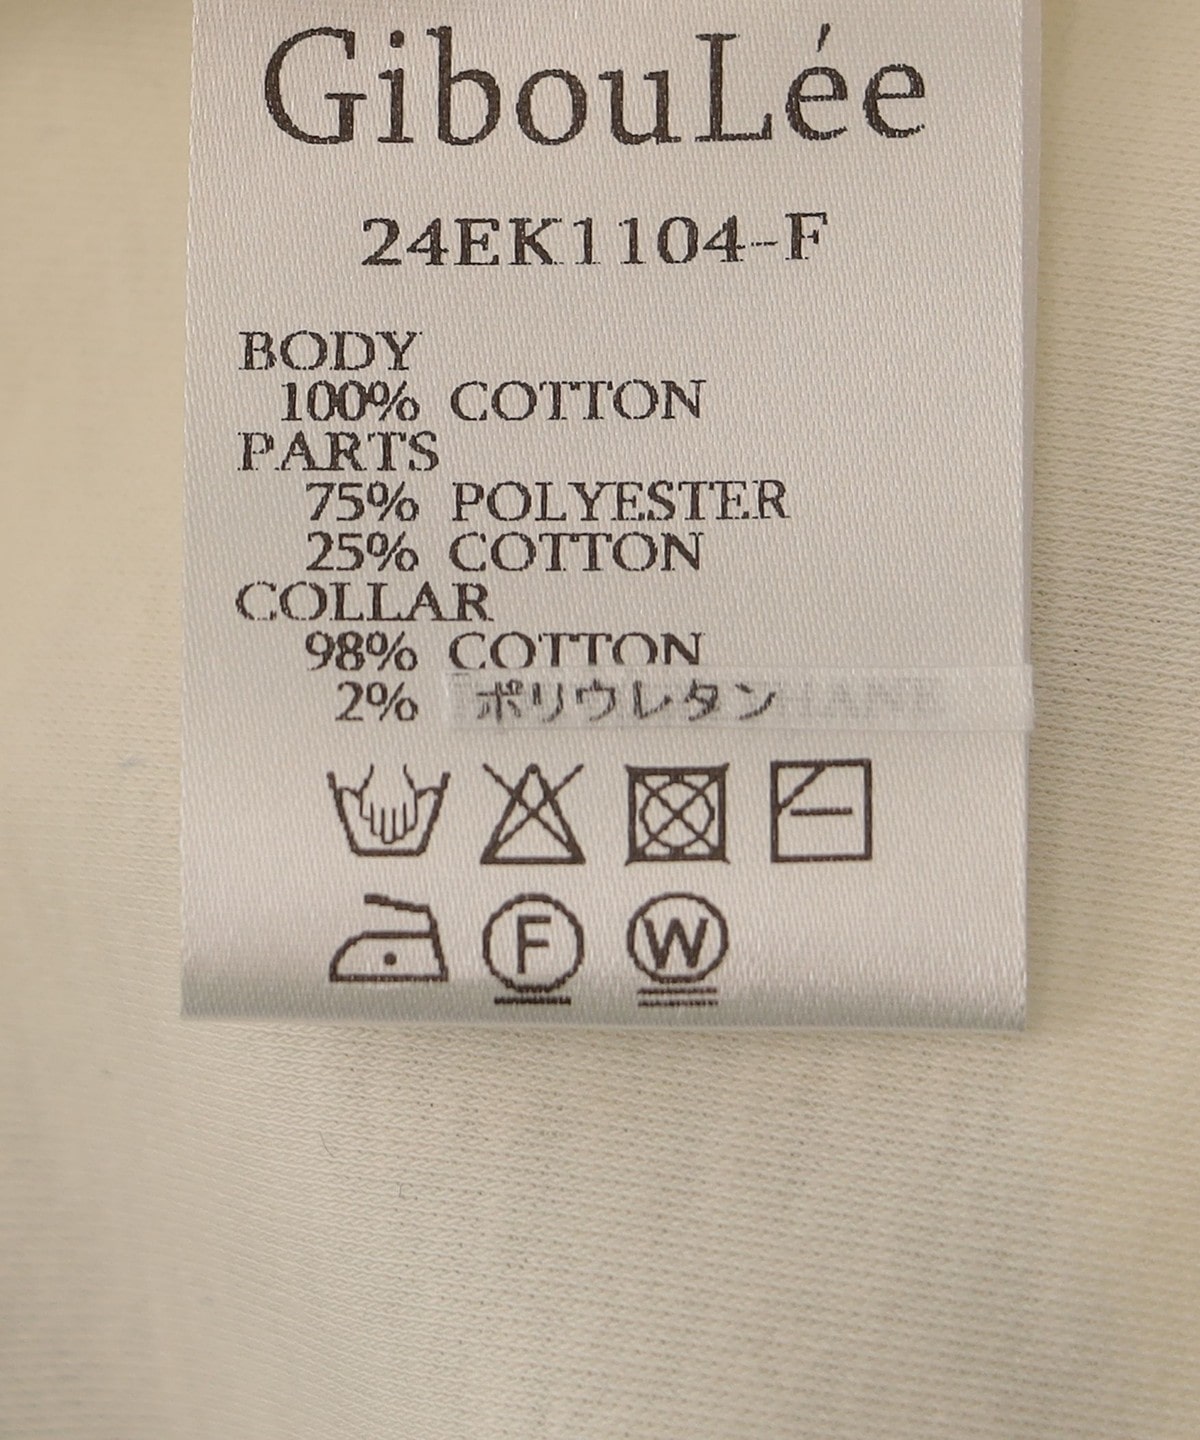 GibouLée
24EK1104-F
BODY
100% COTTON
PARTS
75% POLYESTER
25% COTTON
COLLAR
98% COTTON
2% ポリウレタン
F W